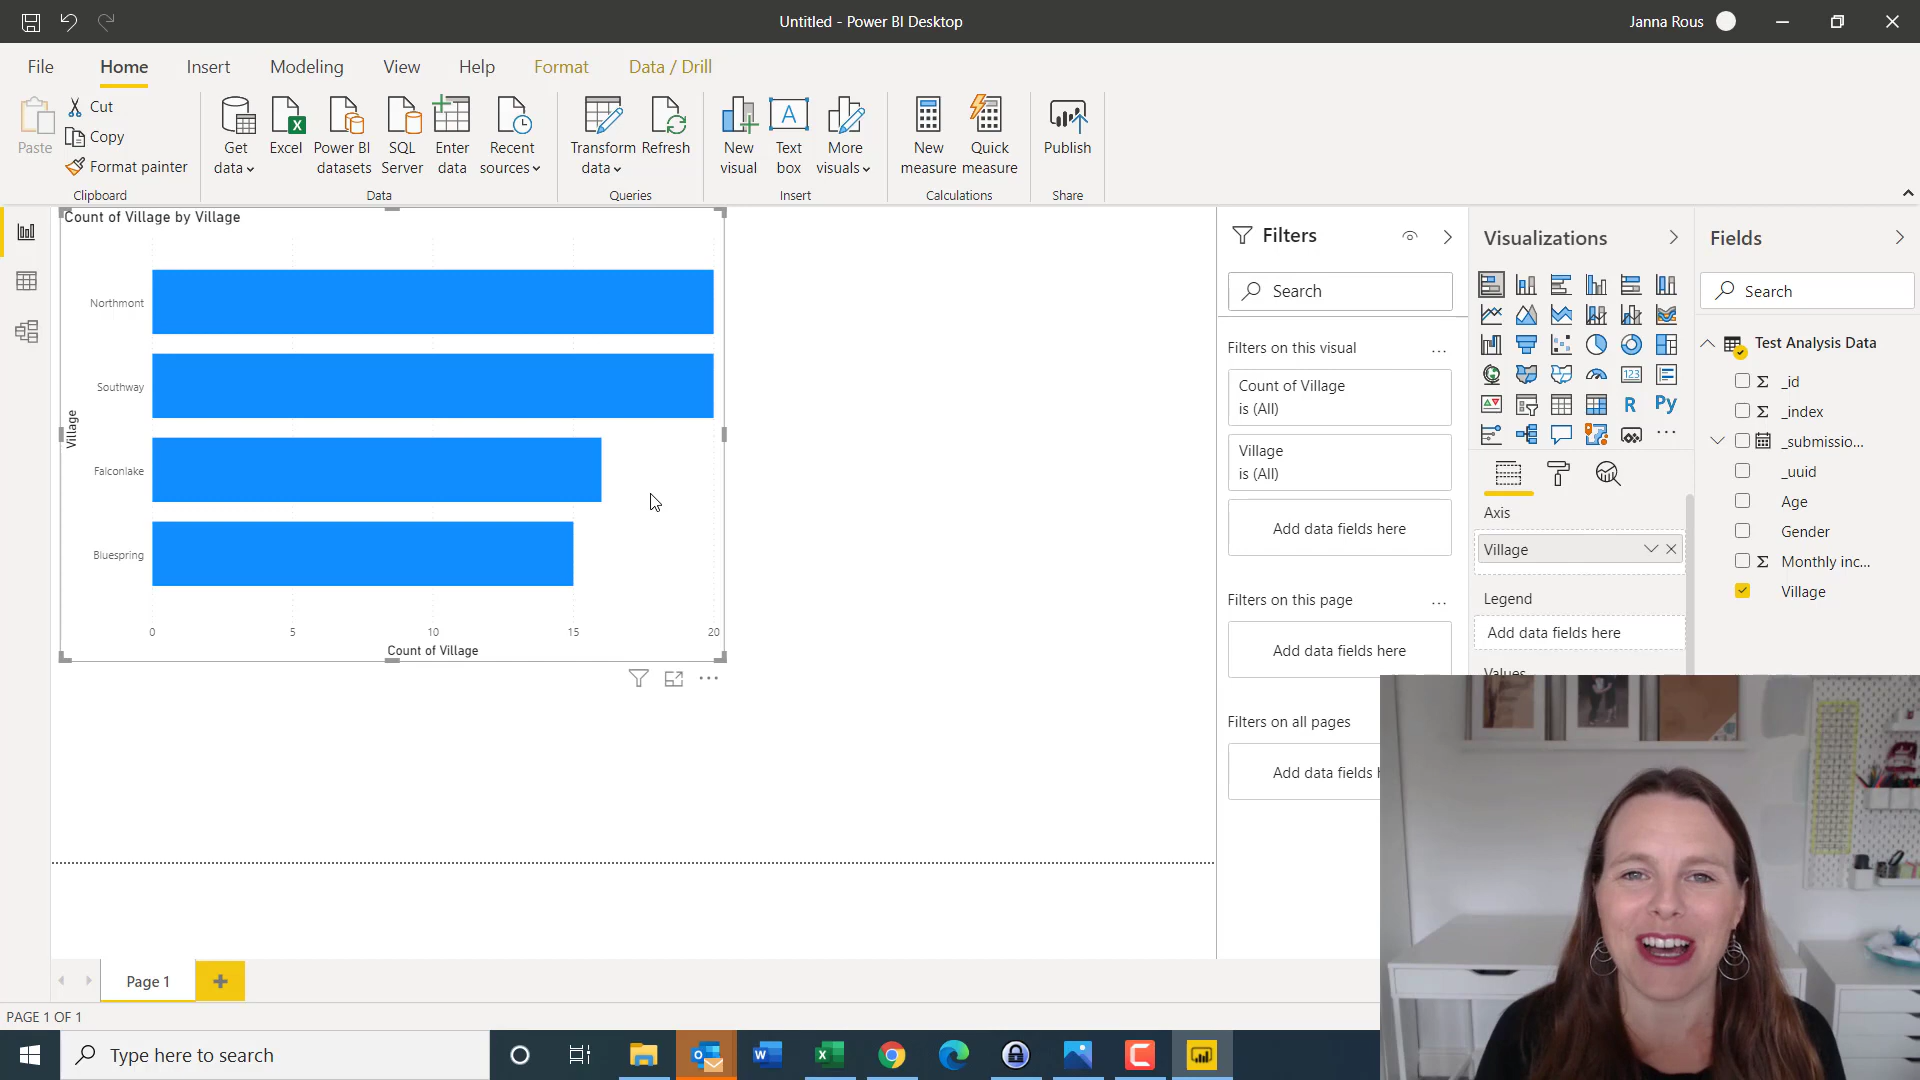 Untitled - Power BI Desktop
Janna Rous
File
Home
Insert
Modeling
View
Help
Format
Data / Drill
Paste
Cut
Copy
Format painter
Clipboard
Get data
Excel
Power BI datasets
SQL Server
Enter data
Recent sources
Data
Transform data
Refresh
Queries
New visual
Text box
More visuals
Insert
New measure
Quick measure
Calculations
Publish
Share
Count of Village by Village
Village
Northmont
Southway
Falconlake
Bluespring
0
5
10
15
20
Count of Village
Filters
Search
Filters on this visual
...
Count of Village
is (All)
Village
is (All)
Add data fields here
Filters on this page
...
Add data fields here
Filters on all pages
Add data fields h
Visualizations
123
R
Py
...
Axis
Village
Legend
Add data fields here
Values
Fields
Search
Test Analysis Data
_id
_index
_submissio...
_uuid
Age
Gender
Monthly inc...
Village
Page 1
PAGE 1 OF 1
Type here to search